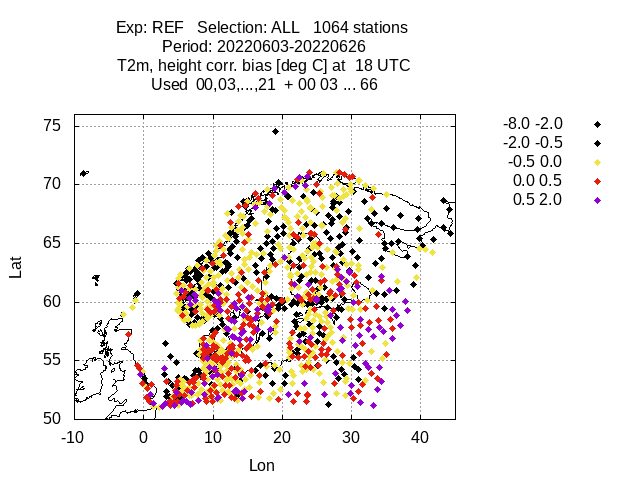 Exp: REF   Selection: ALL   1064 stations
Period: 20220603-20220626
T2m, height corr. bias [deg C] at  18 UTC
Used  00,03,...,21  + 00 03 ... 66
-8.0 -2.0
-2.0 -0.5
-0.5 0.0
0.0 0.5
0.5 2.0
75
70
65
60
55
50
Lat
-10 0 10 20 30 40
Lon